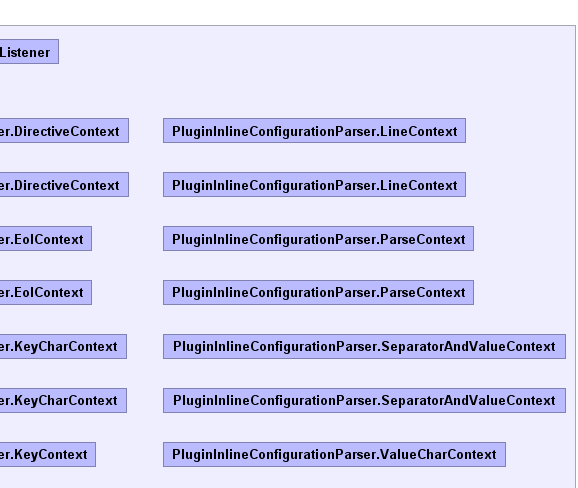 Listener
er.DirectiveContext PluginInlineConfigurationParser.LineContext
er.DirectiveContext PluginInlineConfigurationParser.LineContext
er.EolContext PluginInlineConfigurationParser.ParseContext
er.EolContext PluginInlineConfigurationParser.ParseContext
er.KeyCharContext PluginInlineConfigurationParser.SeparatorAndValueContext
er.KeyCharContext PluginInlineConfigurationParser.SeparatorAndValueContext
er.KeyContext PluginInlineConfigurationParser.ValueCharContext